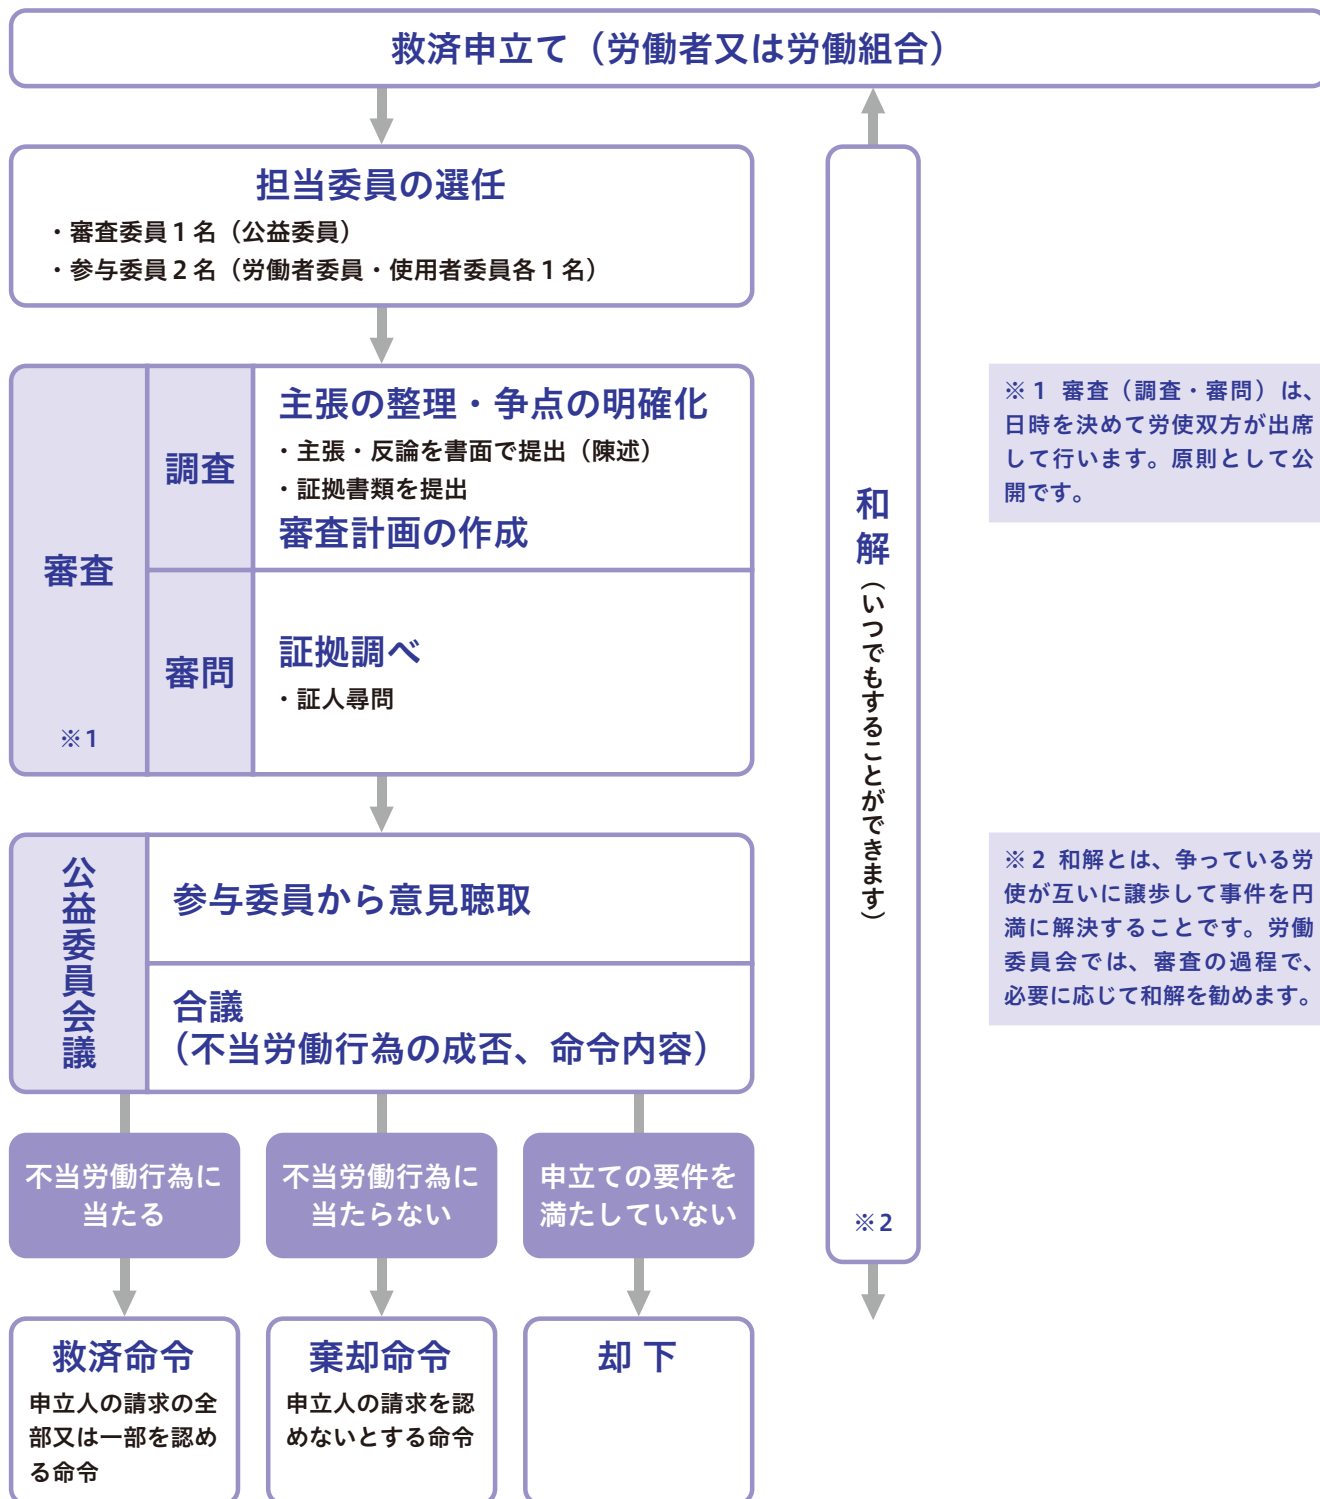 救済申立て（労働者又は労働組合）
担当委員の選任
・審査委員１名（公益委員）
・参与委員２名（労働者委員・使用者委員各１名）
審査
※1
調査
主張の整理・争点の明確化
・主張・反論を書面で提出（陳述）
・証拠書類を提出
審査計画の作成
審問
証拠調べ
・証人尋問
公益委員会議
参与委員から意見聴取
合議
（不当労働行為の成否、命令内容）
不当労働行為に
当たる
不当労働行為に
当たらない
申立ての要件を
満たしていない
救済命令
申立人の請求の全
部又は一部を認め
る命令
棄却命令
申立人の請求を認
めないとする命令
却 下
和解（いつでもすることができます）
※2
※１ 審査（調査・審問）は、
日時を決めて労使双方が出席
して行います。原則として公
開です。
※２ 和解とは、争っている労
使が互いに譲歩して事件を円
満に解決することです。労働
委員会では、審査の過程で、
必要に応じて和解を勧めます。